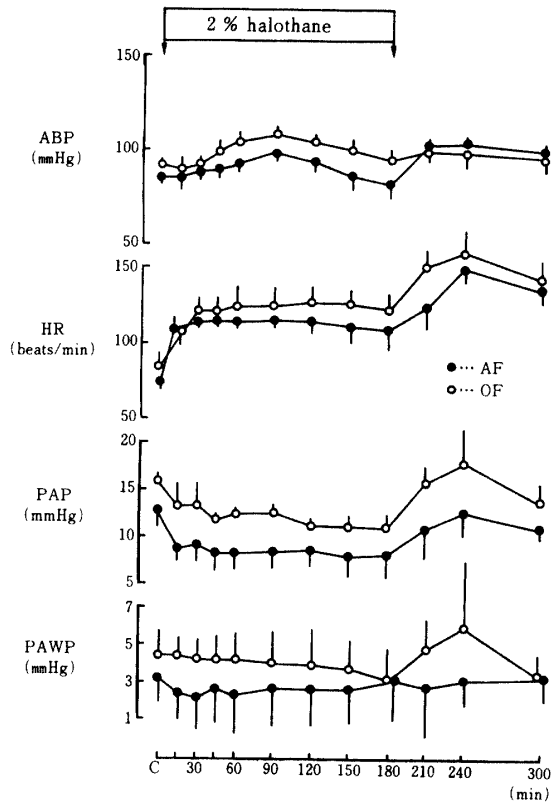 2 % halothane
150
ABP
(mmHg)
100
50
150
HR
(beats/min)
100
●··· AF
○··· OF
50
20
PAP
(mmHg)
15
10
5
7
PAWP
(mmHg)
5
3
1
C 30 60 90 120 150 180 210 240 300
(min)